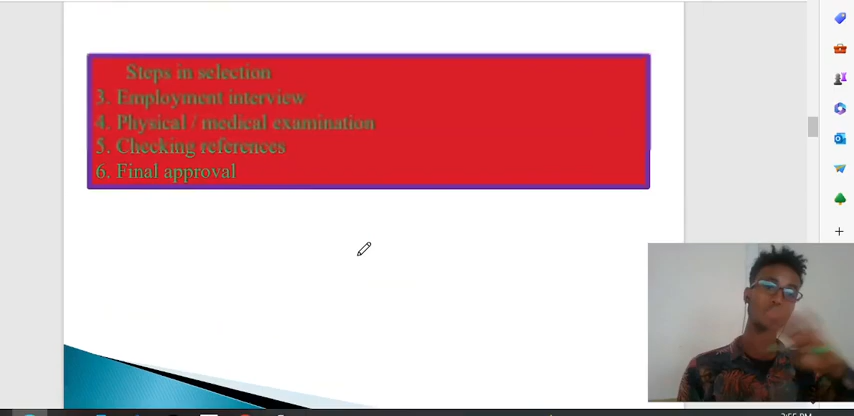 Steps in selection
3. Employment interview
4. Physical / medical examination
5. Checking references
6. Final approval